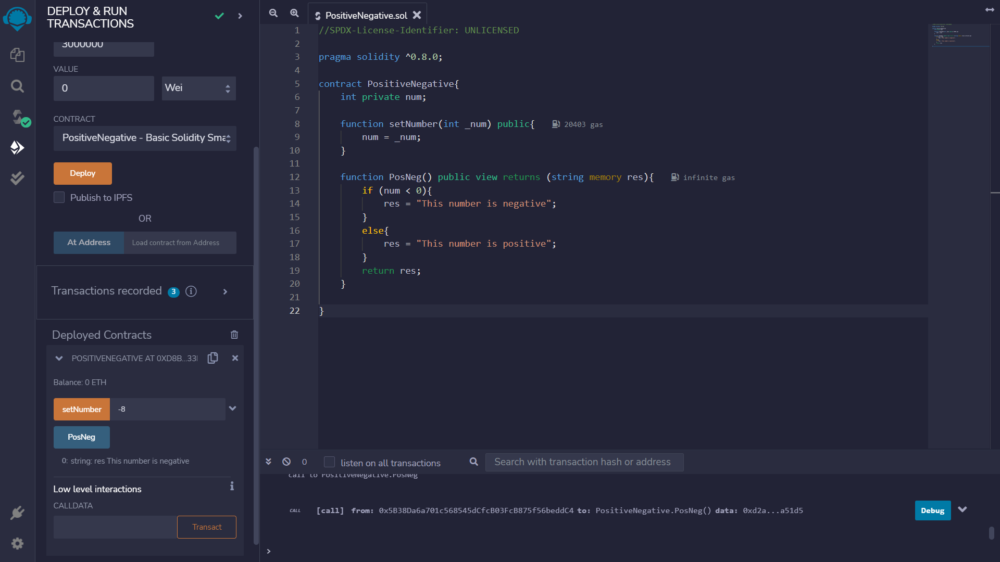 DEPLOY & RUN
TRANSACTIONS
3000000
VALUE
0
Wei
CONTRACT
PositiveNegative - Basic Solidity Sma
Deploy
Publish to IPFS
OR
At Address
Load contract from Address
Transactions recorded 3
Deployed Contracts
POSITIVENEGATIVE AT 0XD8B...33
Balance: 0 ETH
setNumber
-8
PosNeg
0: string: res This number is negative
Low level interactions
CALLDATA
Transact
PositiveNegative.sol
1 //SPDX-License-Identifier: UNLICENSED
2
3 pragma solidity ^0.8.0;
4
5 contract PositiveNegative{
6 int private num;
7
8 function setNumber(int _num) public{ 20403 gas
9 num = _num;
10 }
11
12 function PosNeg() public view returns (string memory res){ infinite gas
13 if (num < 0){
14 res = "This number is negative";
15 }
16 else{
17 res = "This number is positive";
18 }
19 return res;
20 }
21
22 }
0
listen on all transactions
Search with transaction hash or address
call to PositiveNegative.PosNeg
CALL [call] from: 0x5B38Da6a701c568545dCfcB03FcB875f56beddC4 to: PositiveNegative.PosNeg() data: 0xd2a...a51d5
Debug
>